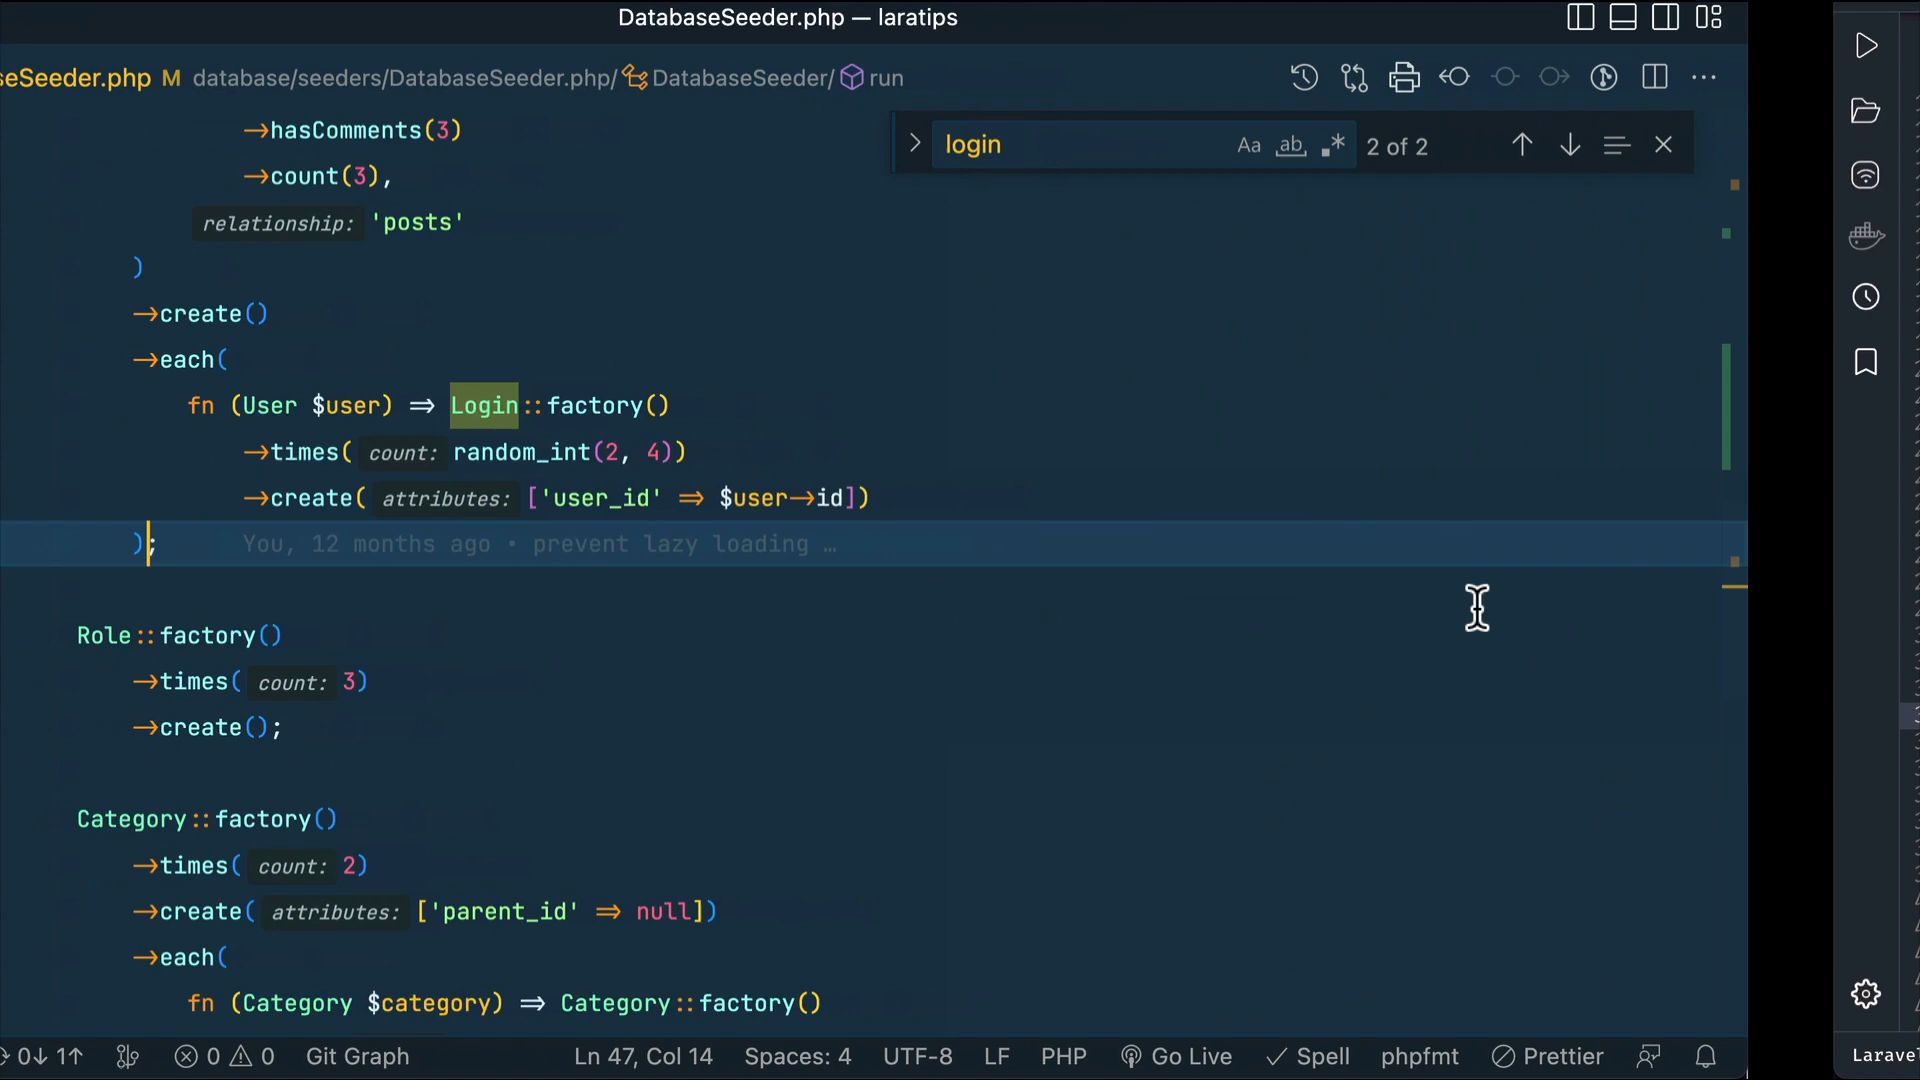 DatabaseSeeder.php — laratips
seSeeder.php M database/seeders/DatabaseSeeder.php/ DatabaseSeeder/ run
login Aa ab .* 2 of 2
->hasComments(3)
->count(3),
relationship: 'posts'
)
->create()
->each(
fn (User $user) => Login::factory()
->times( count: random_int(2, 4))
->create( attributes: ['user_id' => $user->id])
); You, 12 months ago • prevent lazy loading …
Role::factory()
->times( count: 3)
->create();
Category::factory()
->times( count: 2)
->create( attributes: ['parent_id' => null])
->each(
fn (Category $category) => Category::factory()
0↓ 1↑ 0 0 Git Graph Ln 47, Col 14 Spaces: 4 UTF-8 LF PHP Go Live Spell phpfmt Prettier
Laravel